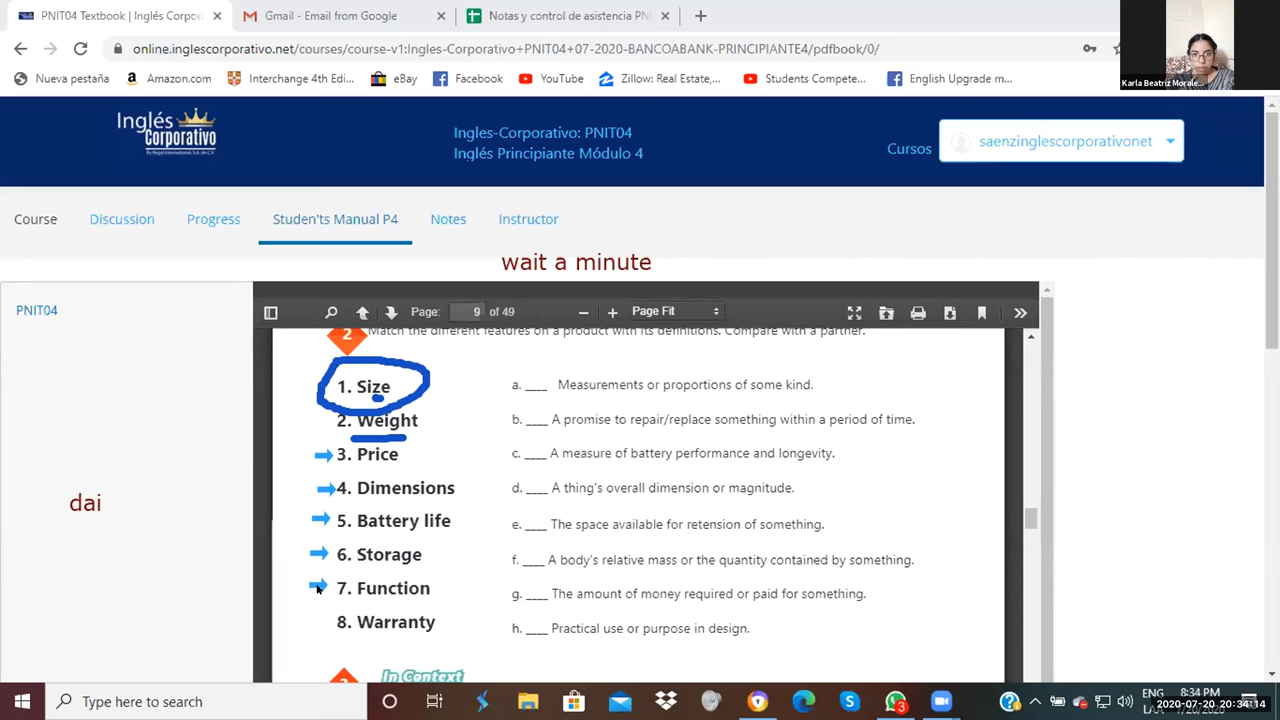 PNIT04 Textbook | Ingles Corpo
Gmail - Email from Google
Notas y control de asistencia PNI
online.inglescorporativo.net/courses/course-v1:Ingles-Corporativo+PNIT04+07-2020-BANCOABANK-PRINCIPIANTE4/pdfbook/0/
Nueva pestaña
Amazon.com
Interchange 4th Edi...
eBay
Facebook
YouTube
Zillow: Real Estate,...
Students Compete...
English Upgrade m...
Karla Beatriz Morale...
Inglés
Corporativo
Ingles-Corporativo: PNIT04
Inglés Principiante Módulo 4
Cursos
saenzinglescorporativonet
Course
Discussion
Progress
Studen'ts Manual P4
Notes
Instructor
wait a minute
PNIT04
Page: 9 of 49
Page Fit
2 Match the different features on a product with its definitions. Compare with a partner.
1. Size
a. ____ Measurements or proportions of some kind.
2. Weight
b. ____ A promise to repair/replace something within a period of time.
3. Price
c. ____ A measure of battery performance and longevity.
4. Dimensions
d. ____ A thing's overall dimension or magnitude.
dai
5. Battery life
e. ____ The space available for retention of something.
6. Storage
f. ____ A body's relative mass or the quantity contained by something.
7. Function
g. ____ The amount of money required or paid for something.
8. Warranty
h. ____ Practical use or purpose in design.
In Context
Type here to search
3
ENG
8:34 PM
LAA
2020-07-20 20:34:14